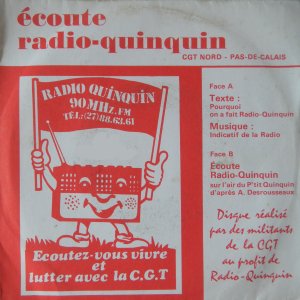 écoute
radio-quinquin
CGT NORD - PAS-DE-CALAIS
RADIO QUINQUIN
90MHz.FM
TÉL:(27)88.63.61
Ecoutez-vous vivre
et
lutter avec la C.G.T
Face A
Texte :
Pourquoi
on a fait Radio-Quinquin
Musique :
Indicatif de la Radio
Face B
Écoute
Radio-Quinquin
sur l'air du P'tit Quinquin
d'après A. Desrousseaux
Disque réalisé
par des militants
de la CGT
au profit de
Radio-Quinquin